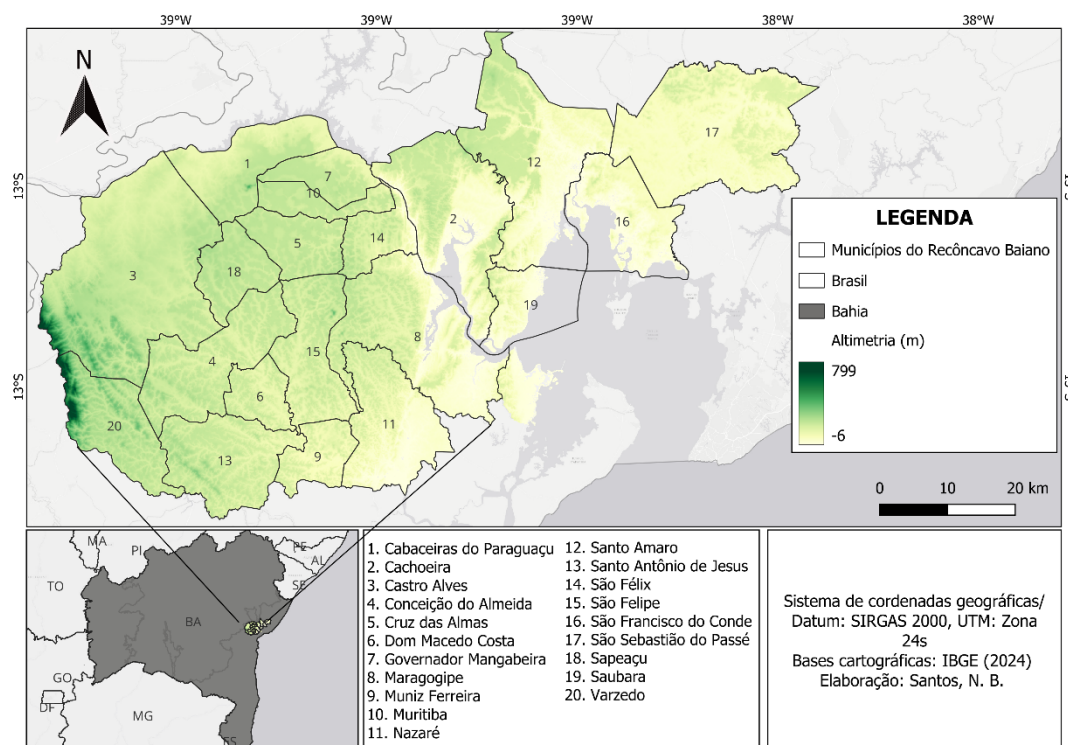 39°W 39°W 39°W 38°W 38°W
N
13°S
13°S
1
7
10
2
12
17
16
3
5
14
18
19
4
15
8
6
11
20
13
9
LEGENDA
Municípios do Recôncavo Baiano
Brasil
Bahia
Altimetria (m)
799
-6
0 10 20 km
MA
PI
PE
AL
SE
TO
BA
GO
DF
MG
ES
1. Cabaceiras do Paraguaçu
2. Cachoeira
3. Castro Alves
4. Conceição do Almeida
5. Cruz das Almas
6. Dom Macedo Costa
7. Governador Mangabeira
8. Maragogipe
9. Muniz Ferreira
10. Muritiba
11. Nazaré
12. Santo Amaro
13. Santo Antônio de Jesus
14. São Félix
15. São Felipe
16. São Francisco do Conde
17. São Sebastião do Passé
18. Sapeaçu
19. Saubara
20. Varzedo
Sistema de cordenadas geográficas/
Datum: SIRGAS 2000, UTM: Zona
24s
Bases cartográficas: IBGE (2024)
Elaboração: Santos, N. B.